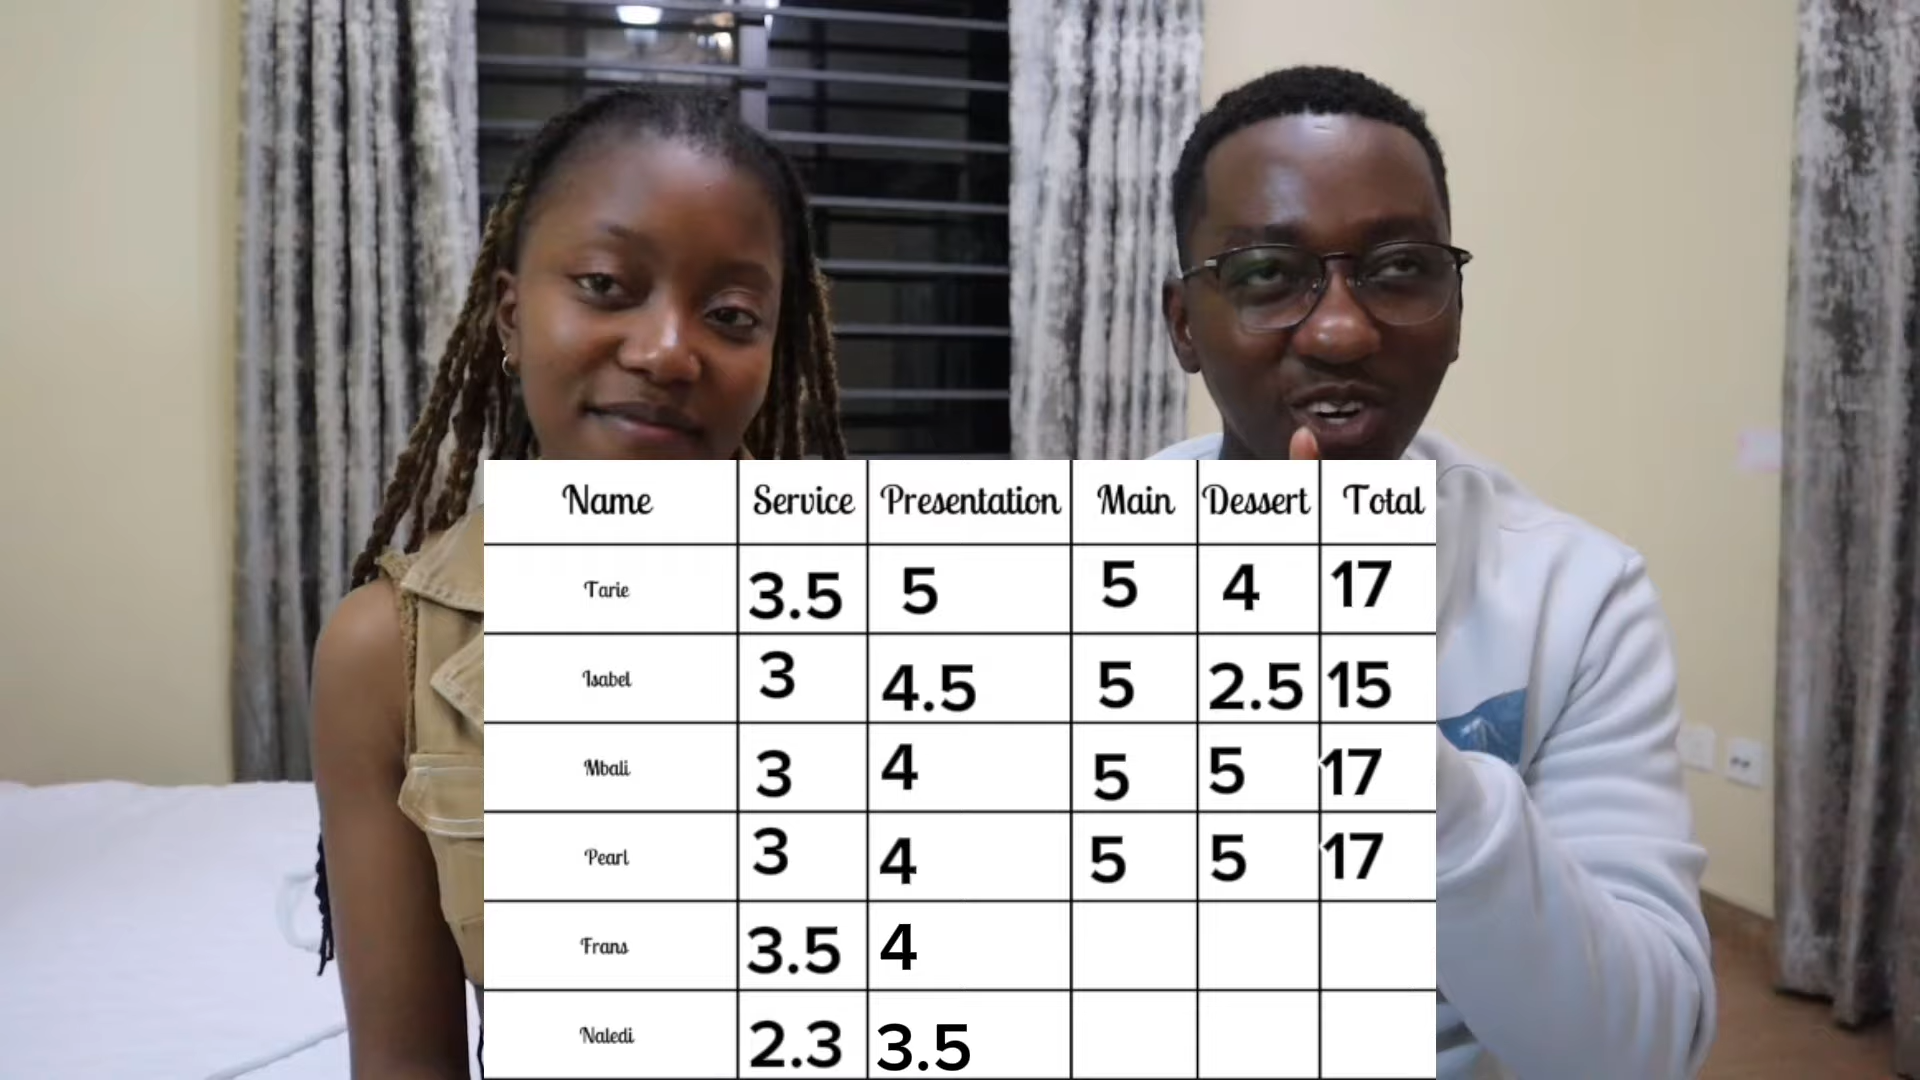 Name Service Presentation Main Dessert Total
Tarie 3.5 5 5 4 17
Isabel 3 4.5 5 2.5 15
Mbali 3 4 5 5 17
Pearl 3 4 5 5 17
Frans 3.5 4
Naledi 2.3 3.5